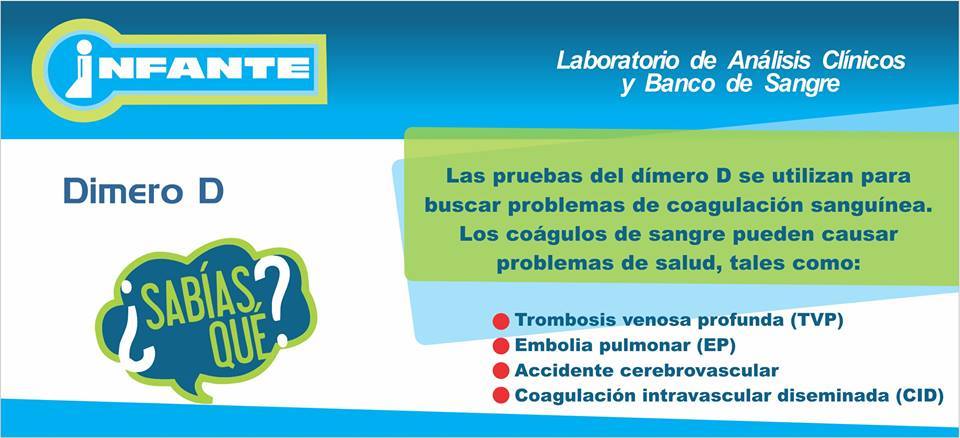 iNFANTE
Laboratorio de Análisis Clínicos
y Banco de Sangre
Dimero D
¿SABÍAS
QUÉ?
Las pruebas del dímero D se utilizan para
buscar problemas de coagulación sanguínea.
Los coágulos de sangre pueden causar
problemas de salud, tales como:
Trombosis venosa profunda (TVP)
Embolia pulmonar (EP)
Accidente cerebrovascular
Coagulación intravascular diseminada (CID)